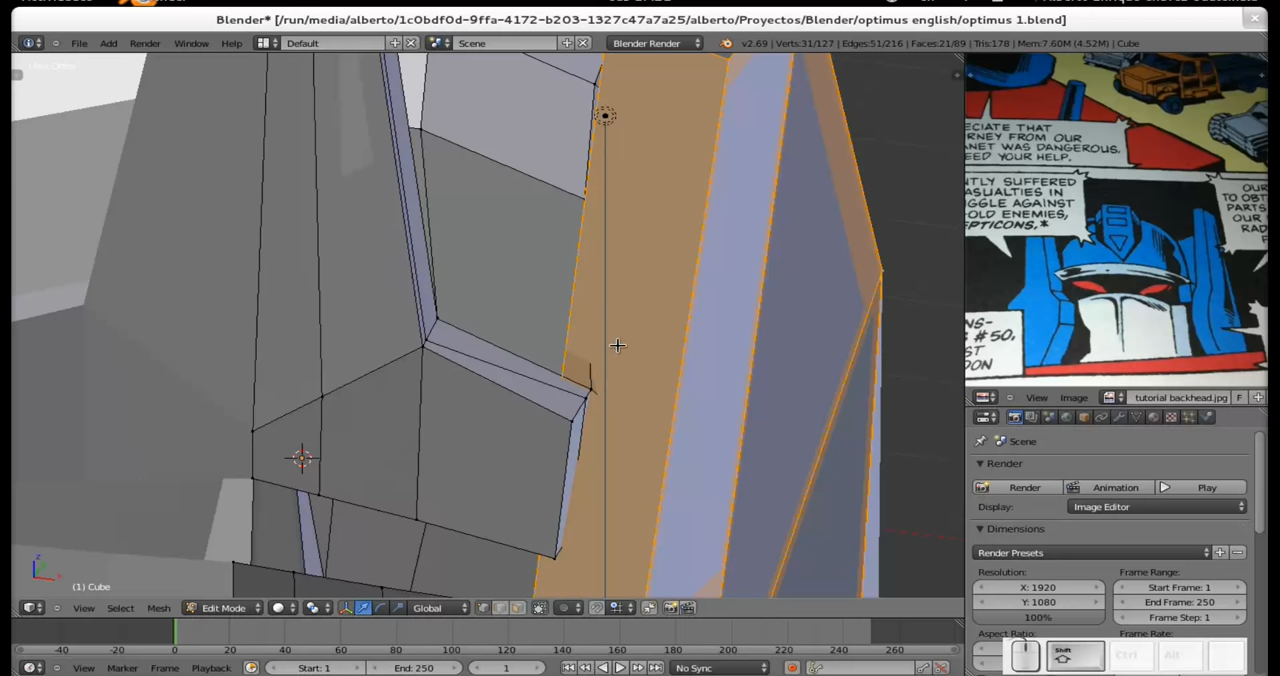 Blender* [/run/media/alberto/1c0bdf0d-9ffa-4172-b203-1327c47a7a25/alberto/Proyectos/Blender/optimus english/optimus 1.blend]
File Add Render Window Help Default Scene Blender Render v2.69 | Verts:31/127 | Edges:51/216 | Faces:21/89 | Tris:178 | Mem:7.60M (4.52M) | Cube
ECIATE THAT
RNEY FROM OUR
ANET WAS DANGEROUS.
EED YOUR HELP.
NTLY SUFFERED
ASUALTIES IN
GGLE AGAINST
OLD ENEMIES,
EPTICONS.*
OUR
TO OBT
PARTS
OUR
RAD
NS-
#50,
ST
DON
View Image tutorial backhead.jpg F
Scene
Render
Render Animation Play
Display: Image Editor
Dimensions
Render Presets
Resolution: Frame Range:
X: 1920 Start Frame: 1
Y: 1080 End Frame: 250
100% Frame Step: 1
Aspect Ratio: Frame Rate:
Shift Ctrl Alt
z
x
(1) Cube
View Select Mesh Edit Mode Global
-40 -20 0 20 40 60 80 100 120 140 160 180 200 220 240 260
View Marker Frame Playback Start: 1 End: 250 1 No Sync